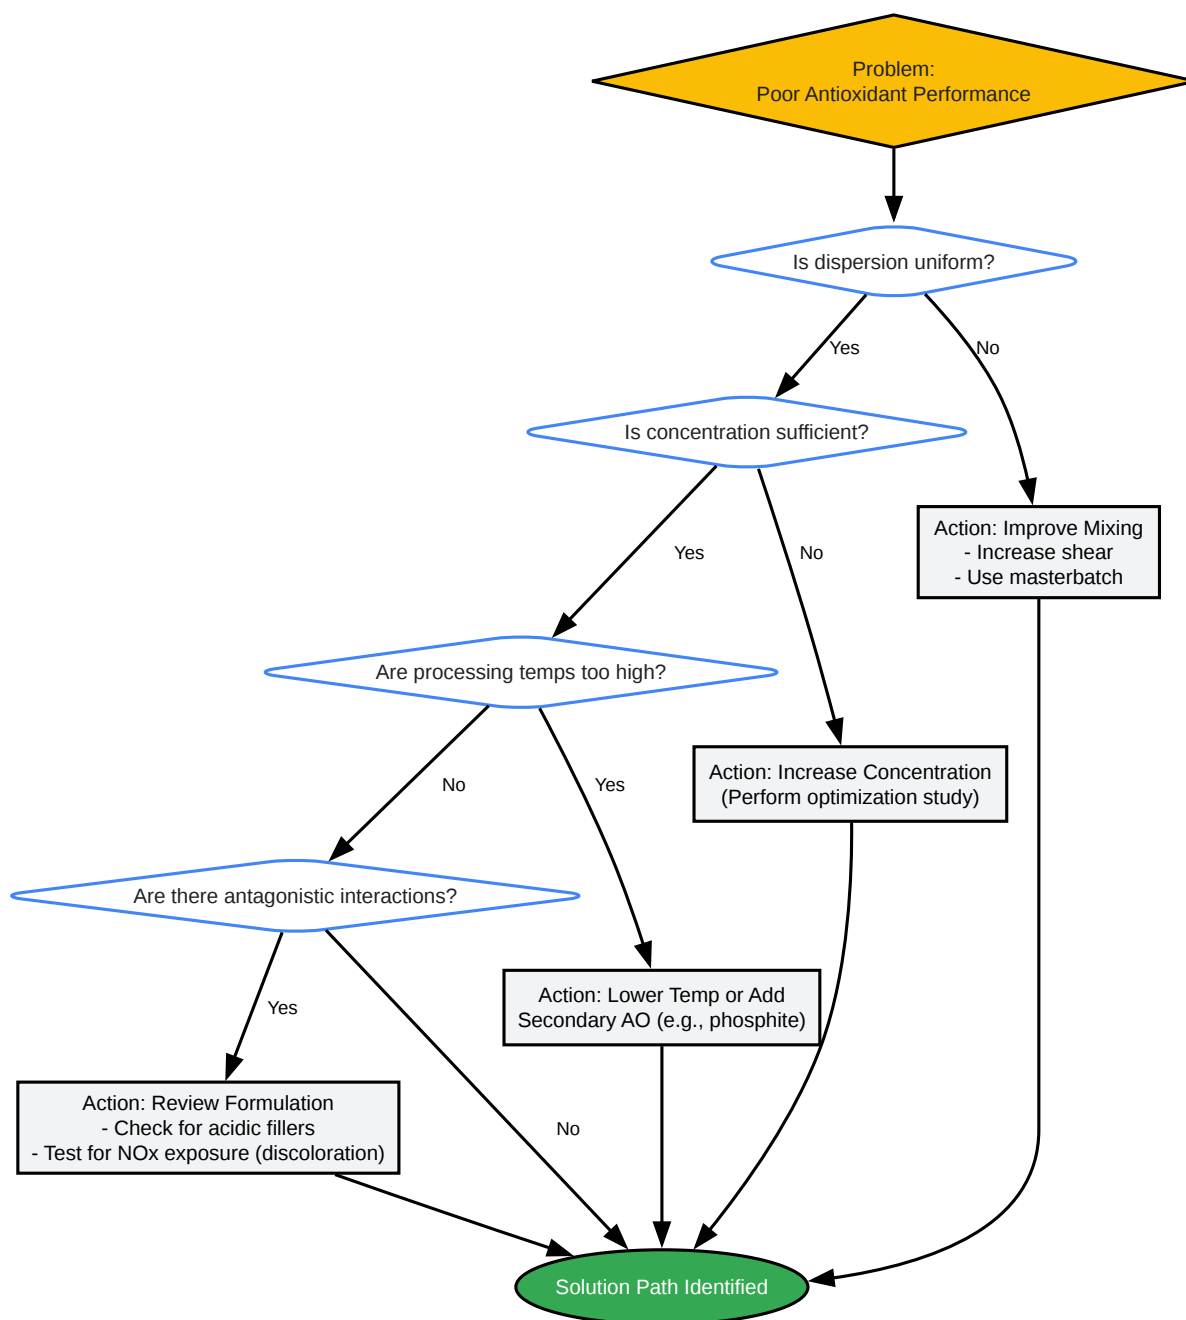 Problem:
Poor Antioxidant Performance
Is dispersion uniform?
Yes
No
Is concentration sufficient?
Action: Improve Mixing
- Increase shear
- Use masterbatch
Yes
No
Are processing temps too high?
Action: Increase Concentration
(Perform optimization study)
No
Yes
Are there antagonistic interactions?
Action: Lower Temp or Add
Secondary AO (e.g., phosphite)
Yes
Action: Review Formulation
- Check for acidic fillers
- Test for NOx exposure (discoloration)
No
Solution Path Identified